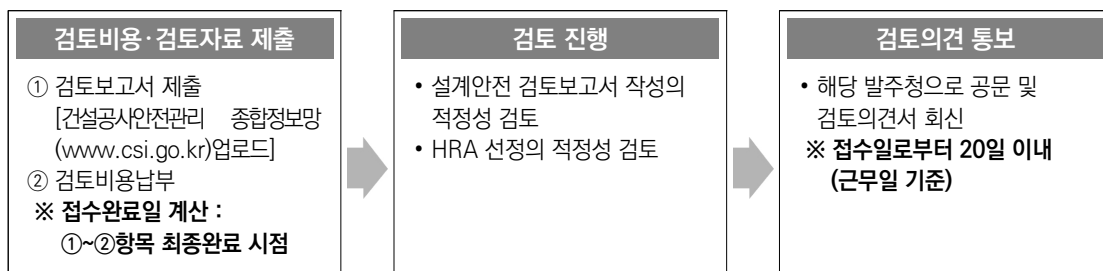 검토비용·검토자료 제출
① 검토보고서 제출
[건설공사안전관리 종합정보망
(www.csi.go.kr)업로드]
② 검토비용납부
※ 접수완료일 계산 :
①~②항목 최종완료 시점
검토 진행
• 설계안전 검토보고서 작성의
적정성 검토
• HRA 선정의 적정성 검토
검토의견 통보
• 해당 발주청으로 공문 및
검토의견서 회신
※ 접수일로부터 20일 이내
(근무일 기준)